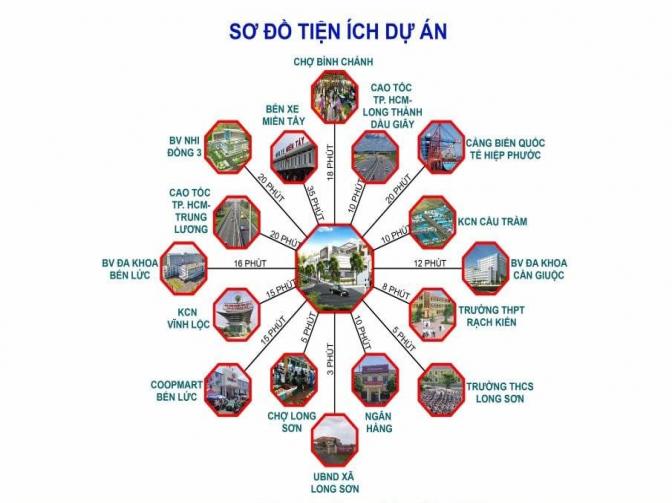 SƠ ĐỒ TIỆN ÍCH DỰ ÁN
CHỢ BÌNH CHÁNH
CAO TỐC
TP. HCM-
LONG THÀNH
DẦU GIÂY
BẾN XE
MIỀN TÂY
BV NHI
ĐỒNG 3
CẢNG BIỂN QUỐC
TẾ HIỆP PHƯỚC
18 PHÚT
35 PHÚT
10 PHÚT
20 PHÚT
20 PHÚT
CAO TỐC
TP. HCM-
TRUNG
LƯƠNG
20 PHÚT
10 PHÚT
KCN CẦU TRÀM
BV ĐA KHOA
BẾN LỨC
16 PHÚT
12 PHÚT
BV ĐA KHOA
CẦN GIUỘC
KCN
VĨNH LỘC
15 PHÚT
8 PHÚT
TRƯỜNG THPT
RẠCH KIẾN
15 PHÚT
5 PHÚT
3 PHÚT
10 PHÚT
5 PHÚT
COOPMART
BẾN LỨC
CHỢ LONG
SƠN
NGÂN
HÀNG
TRƯỜNG THCS
LONG SƠN
UBND XÃ
LONG SƠN